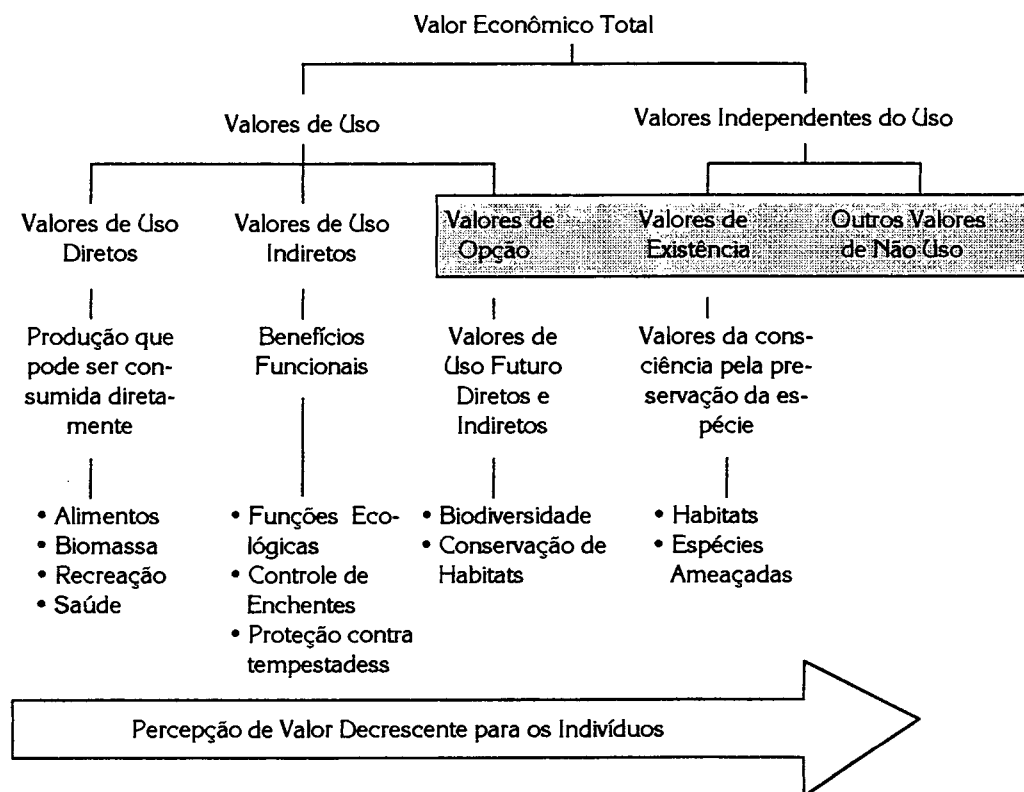 Valor Econômico Total
Valores de Uso
Valores Independentes do Uso
Valores de Uso
Diretos
Valores de Uso
Indiretos
Valores de
Opção
Valores de
Existência
Outros Valores
de Não Uso
Produção que
pode ser con-
sumida direta-
mente
Benefícios
Funcionais
Valores de
Uso Futuro
Diretos e
Indiretos
Valores da cons-
ciência pela pre-
servação da es-
pécie
• Alimentos
• Biomassa
• Recreação
• Saúde
• Funções Eco-
lógicas
• Controle de
Enchentes
• Proteção contra
tempestadess
• Biodiversidade
• Conservação de
Habitats
• Habitats
• Espécies
Ameaçadas
Percepção de Valor Decrescente para os Indivíduos